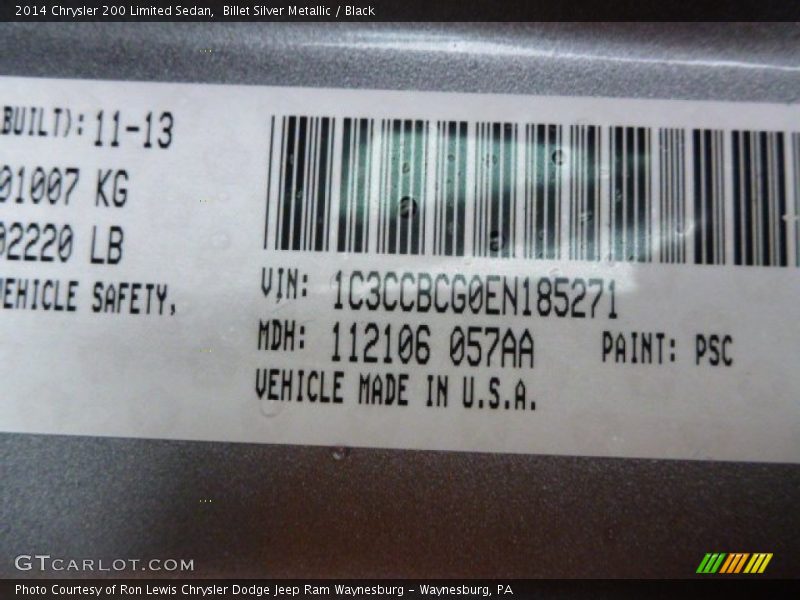 2014 Chrysler 200 Limited Sedan,  Billet Silver Metallic / Black
BUILT): 11-13
01007 KG
02220 LB
VEHICLE SAFETY,
VIN: 1C3CCBCG0EN185271
MDH: 112106 057AA PAINT: PSC
VEHICLE MADE IN U.S.A.
GTCARLOT.COM
Photo Courtesy of Ron Lewis Chrysler Dodge Jeep Ram Waynesburg - Waynesburg, PA